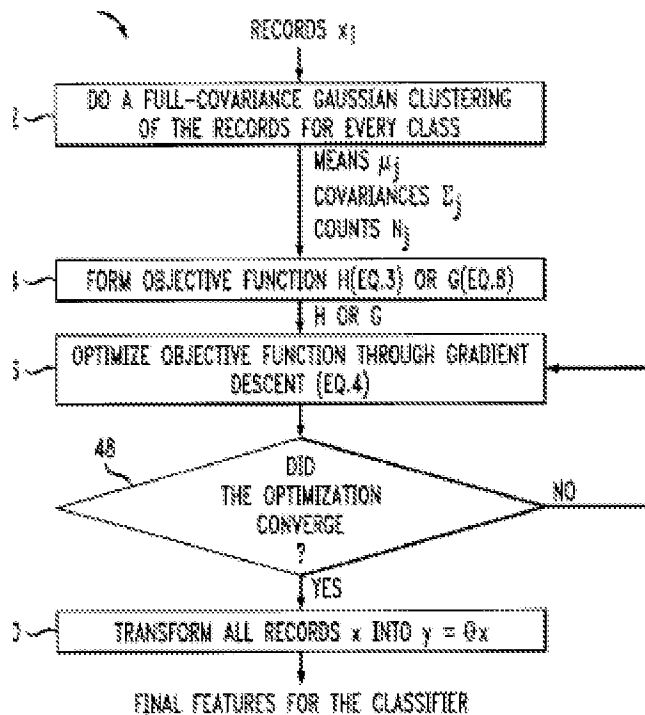 RECORDS xj
DO A FULL-COVARIANCE GAUSSIAN CLUSTERING
OF THE RECORDS FOR EVERY CLASS
MEANS μj
COVARIANCES Σj
COUNTS Nj
FORM OBJECTIVE FUNCTION H(EQ.3) OR G(EQ.8)
H OR G
OPTIMIZE OBJECTIVE FUNCTION THROUGH GRADIENT
DESCENT (EQ.4)
48
DID
THE OPTIMIZATION
CONVERGE
?
NO
YES
TRANSFORM ALL RECORDS x INTO y = θx
FINAL FEATURES FOR THE CLASSIFIER